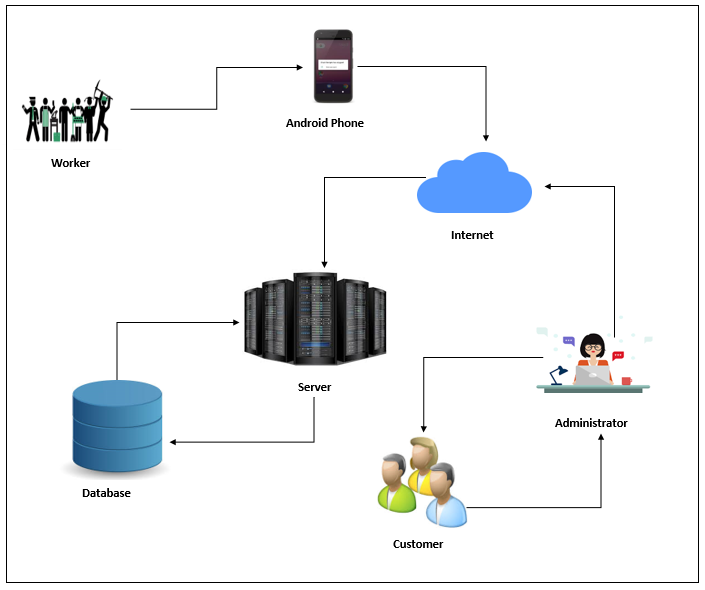 Android Phone
Worker
Internet
Server
Administrator
Database
Customer